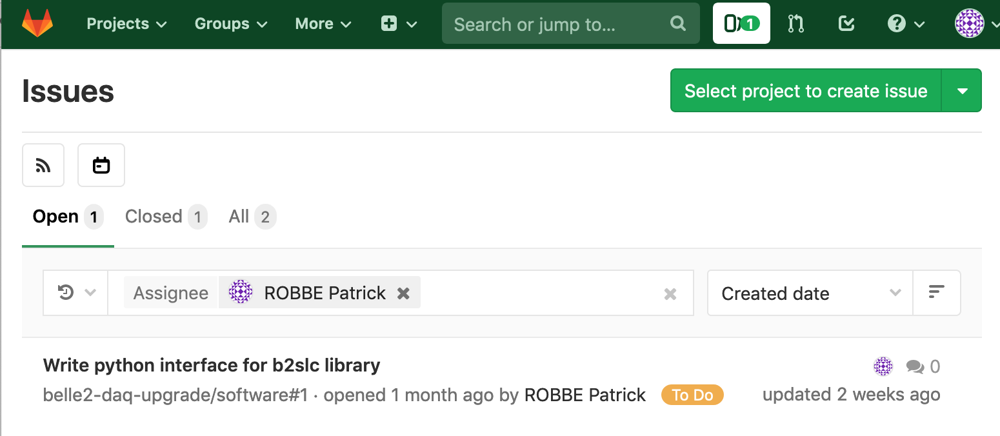 Projects Groups More Search or jump to... 1 ?
Issues
Select project to create issue
Open 1 Closed 1 All 2
Assignee ROBBE Patrick Created date
Write python interface for b2slc library 0
belle2-daq-upgrade/software#1 · opened 1 month ago by ROBBE Patrick To Do updated 2 weeks ago